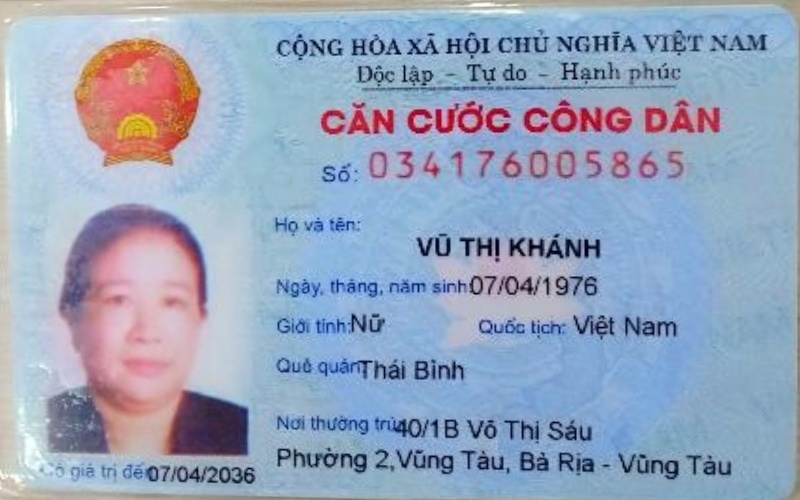 CỘNG HÒA XÃ HỘI CHỦ NGHĨA VIỆT NAM
Độc lập - Tự do - Hạnh phúc
CĂN CƯỚC CÔNG DÂN
Số: 034176005865
Họ và tên:
VŨ THỊ KHÁNH
Ngày, tháng, năm sinh: 07/04/1976
Giới tính: Nữ Quốc tịch: Việt Nam
Quê quán Thái Bình
Nơi thường trú: 40/1B Võ Thị Sáu
Phường 2,Vũng Tàu, Bà Rịa - Vũng Tàu
Có giá trị đến 07/04/2036